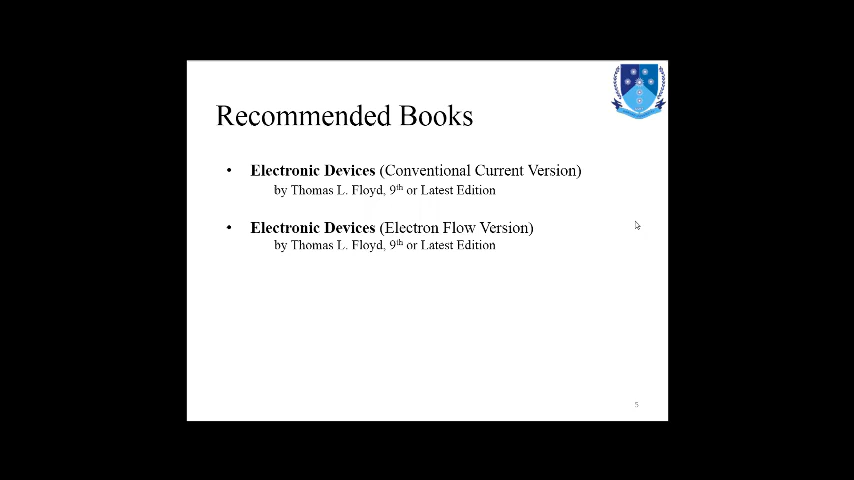 Recommended Books
• Electronic Devices (Conventional Current Version)
by Thomas L. Floyd, 9th or Latest Edition
• Electronic Devices (Electron Flow Version)
by Thomas L. Floyd, 9th or Latest Edition
5